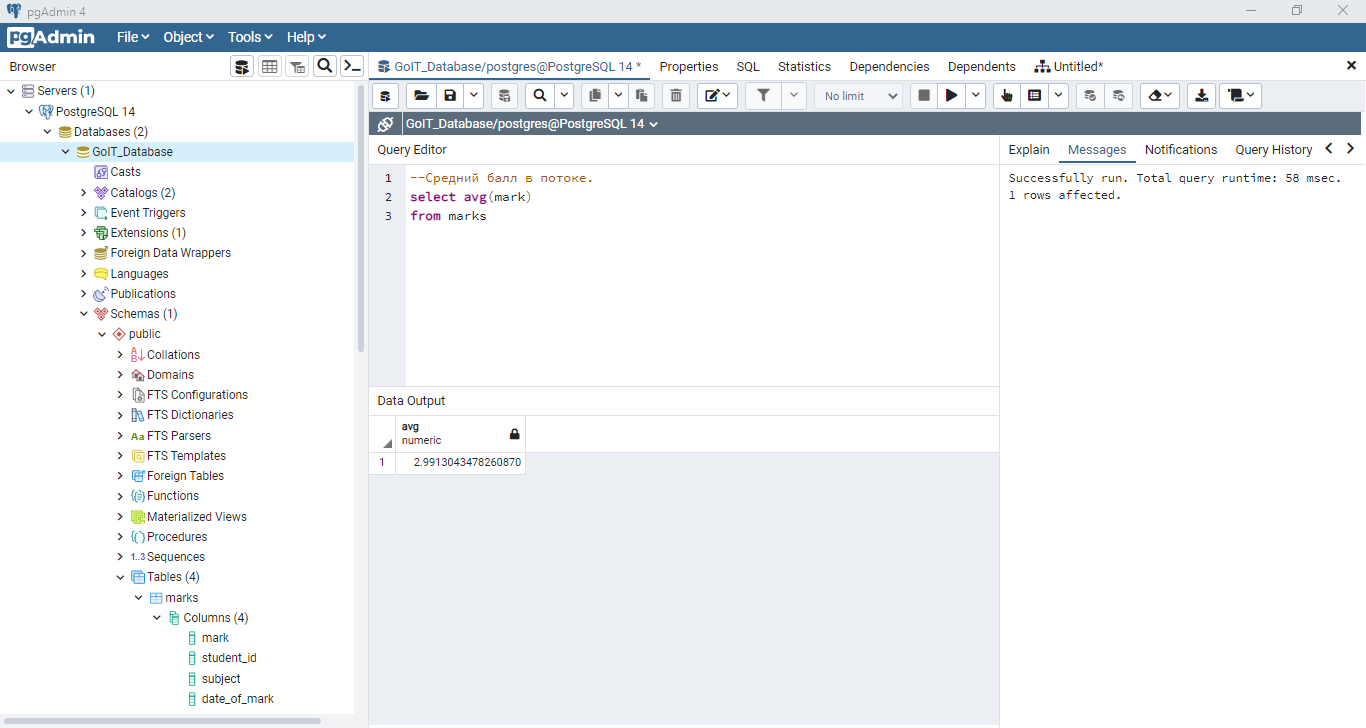 pgAdmin 4
pgAdmin File Object Tools Help
Browser
Servers (1)
PostgreSQL 14
Databases (2)
GoIT_Database
Casts
Catalogs (2)
Event Triggers
Extensions (1)
Foreign Data Wrappers
Languages
Publications
Schemas (1)
public
Collations
Domains
FTS Configurations
FTS Dictionaries
FTS Parsers
FTS Templates
Foreign Tables
Functions
Materialized Views
Procedures
1..3 Sequences
Tables (4)
marks
Columns (4)
mark
student_id
subject
date_of_mark
GoIT_Database/postgres@PostgreSQL 14 * Properties SQL Statistics Dependencies Dependents Untitled*
No limit
GoIT_Database/postgres@PostgreSQL 14
Query Editor
1 --Средний балл в потоке.
2 select avg(mark)
3 from marks
Data Output
avg
numeric
1 2.9913043478260870
Explain Messages Notifications Query History
Successfully run. Total query runtime: 58 msec.
1 rows affected.